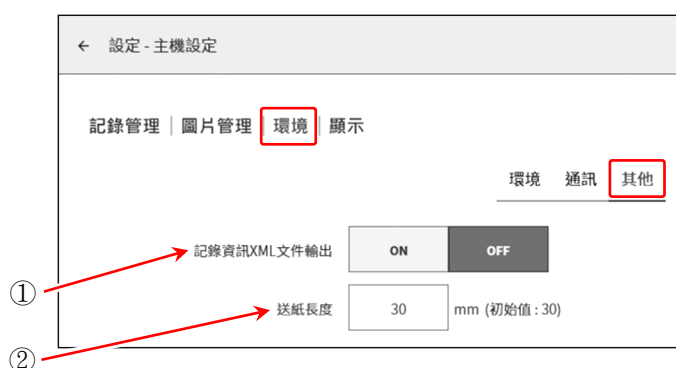 ← 設定 - 主機設定
記錄管理 | 圖片管理 | 環境 | 顯示
環境 通訊 其他
記錄資訊XML文件輸出 ON OFF
①
送紙長度 30 mm (初始值 : 30)
②